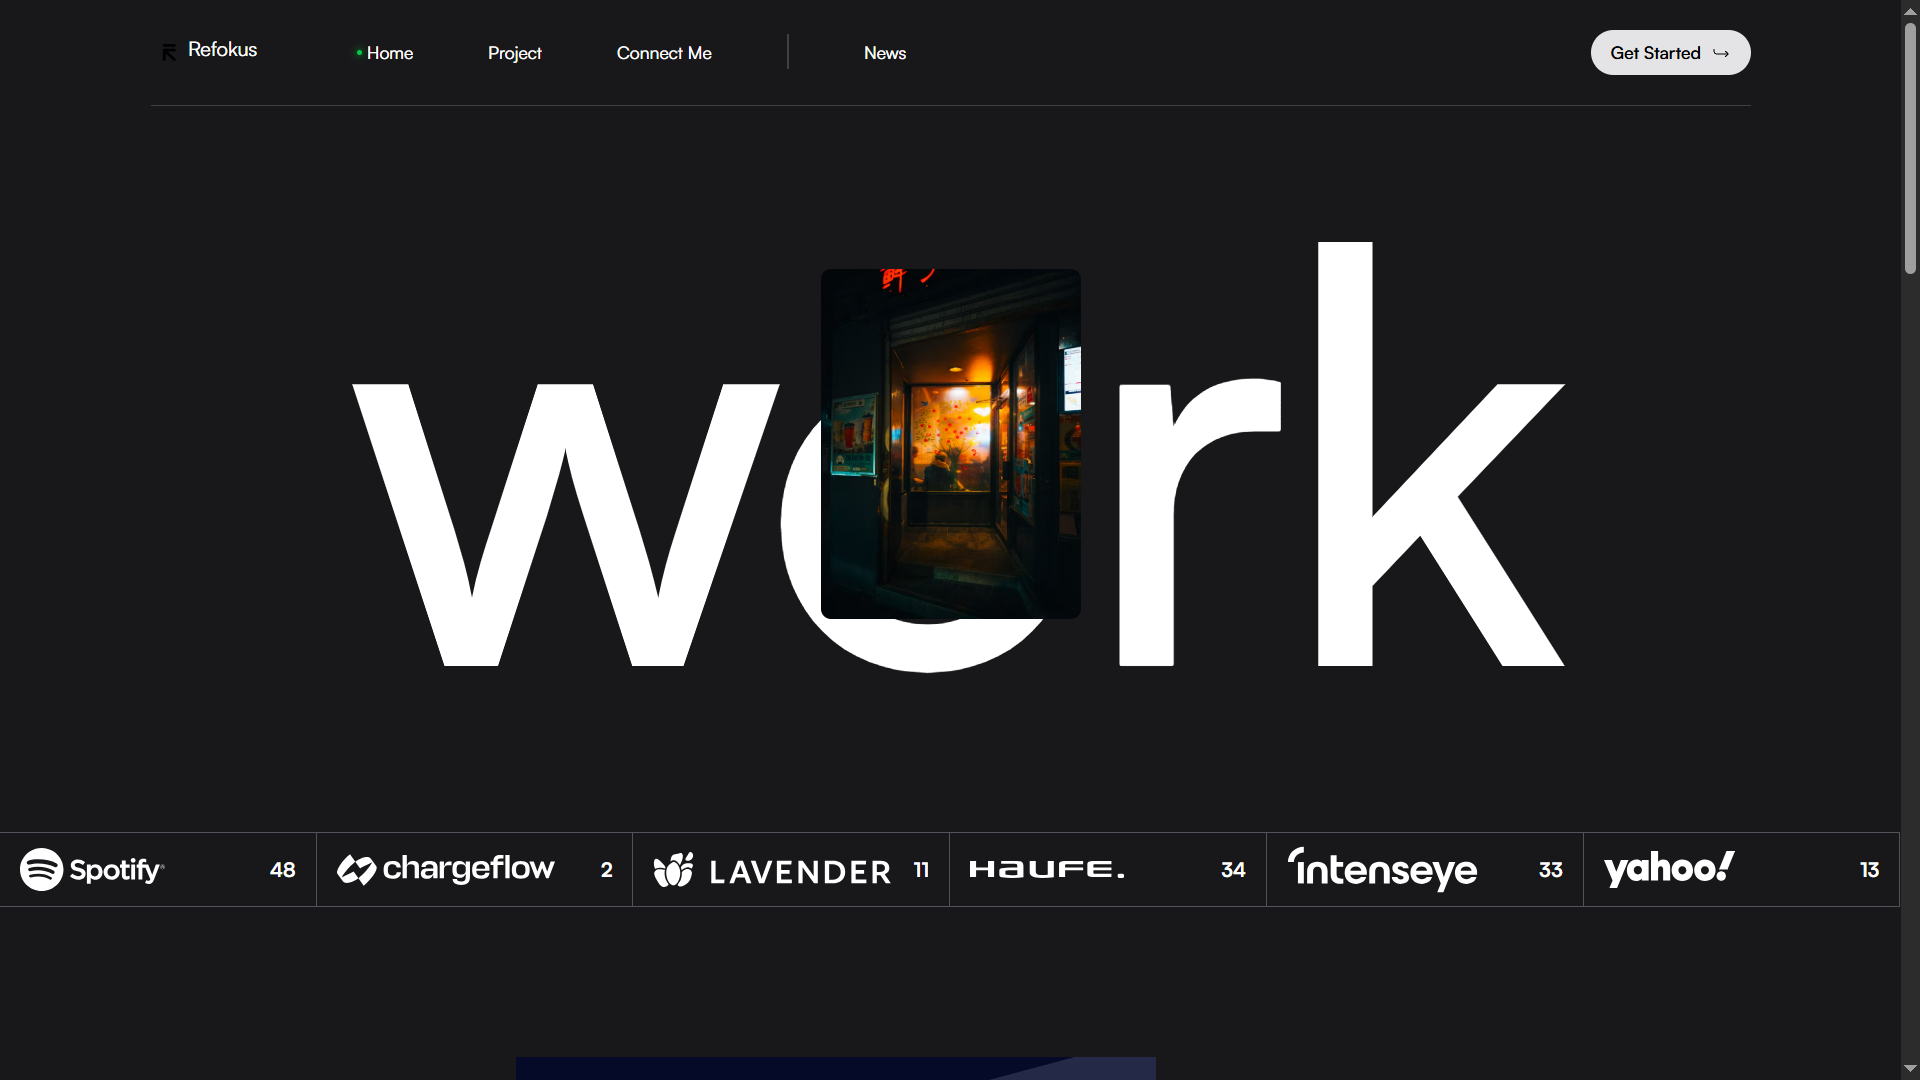 Refokus
Home
Project
Connect Me
News
Get Started
work
Spotify
48
chargeflow
2
LAVENDER
11
HAUFE.
34
intenseye
33
yahoo!
13